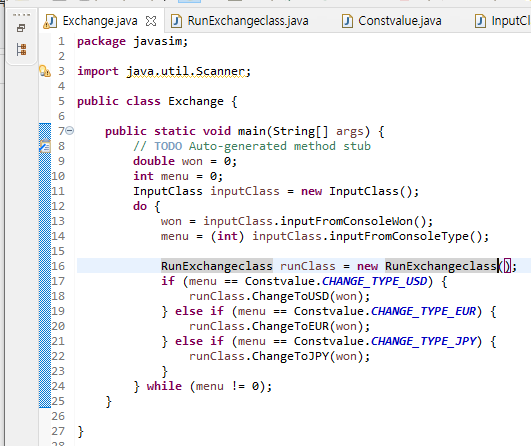 Exchange.java RunExchangeclass.java Constvalue.java InputCl
1 package javasim;
2
3 import java.util.Scanner;
4
5 public class Exchange {
6
7 public static void main(String[] args) {
8 // TODO Auto-generated method stub
9 double won = 0;
10 int menu = 0;
11 InputClass inputClass = new InputClass();
12 do {
13 won = inputClass.inputFromConsoleWon();
14 menu = (int) inputClass.inputFromConsoleType();
15
16 RunExchangeclass runClass = new RunExchangeclass();
17 if (menu == Constvalue.CHANGE_TYPE_USD) {
18 runClass.ChangeToUSD(won);
19 } else if (menu == Constvalue.CHANGE_TYPE_EUR) {
20 runClass.ChangeToEUR(won);
21 } else if (menu == Constvalue.CHANGE_TYPE_JPY) {
22 runClass.ChangeToJPY(won);
23 }
24 } while (menu != 0);
25 }
26
27 }
28